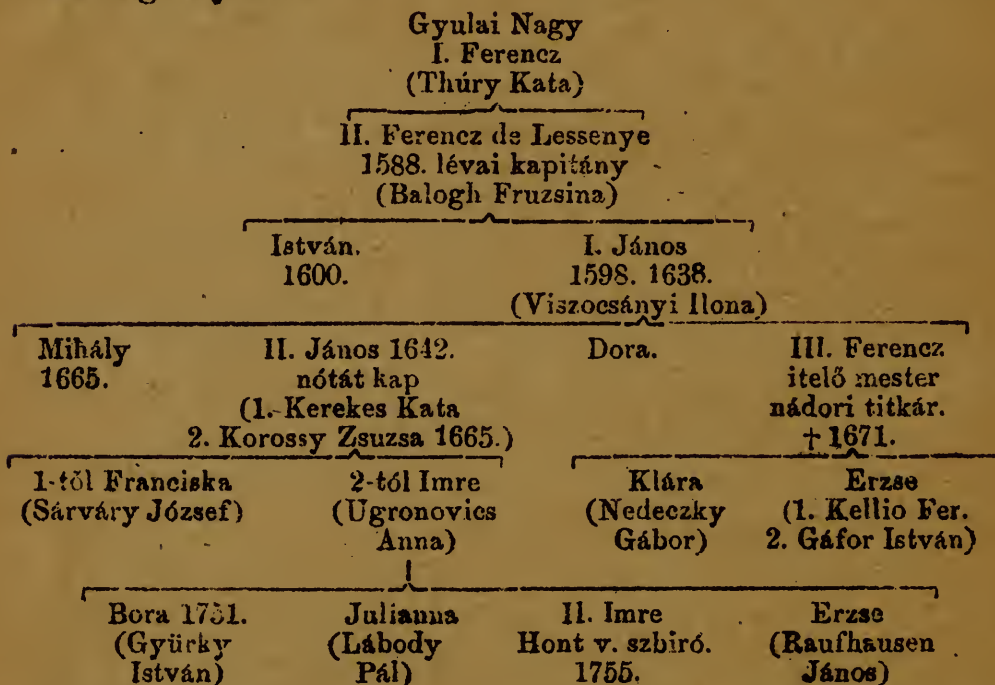 Gyulai Nagy
I. Ferencz
(Thúry Kata)
II. Ferencz de Lessenye
1588. lévai kapitány
(Balogh Fruzsina)
István. I. János
1600. 1598. 1638.
(Viszocsányi Ilona)
Mihály II. János 1642. Dora. III. Ferencz
1665. nótát kap itelő mester
(1. Kerekes Kata nádori titkár.
2. Korossy Zsuzsa 1665.) † 1671.
1-től Franciska 2-tól Imre Klára Erzse
(Sárváry József) (Ugronovics (Nedeczky (1. Kellio Fer.
Anna) Gábor) 2. Gáfor István)
Bora Julianna II. Imre Erzse
(Gyürky (Lábody Hont v. szbiró. (Raufhausen
István) Pál) 1755. János)